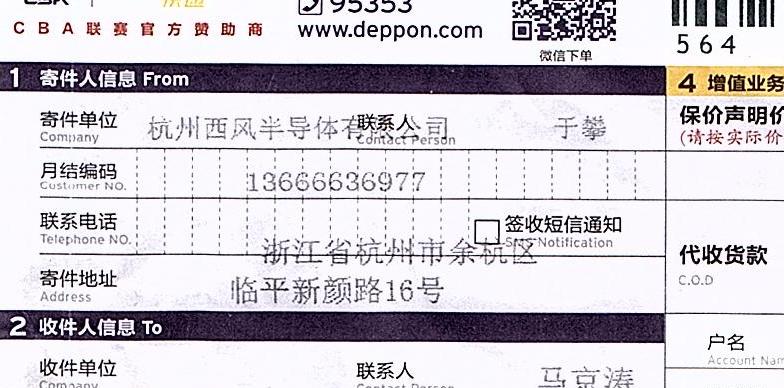 95353
CBA联赛官方赞助商
www.deppon.com
微信下单
564
1 寄件人信息 From
4 增值业务
寄件单位 杭州西风半导体有限公司 联系人 于攀
Company Contact Person
保价声明价
(请按实际价
月结编码 13666636977
Customer NO.
联系电话 签收短信通知
Telephone NO. SMS Notification
浙江省杭州市余杭区
代收货款
C.O.D
寄件地址 临平新颜路16号
Address
2 收件人信息 To
户名
Account Nam
收件单位 联系人 马京涛
Company Contact Person